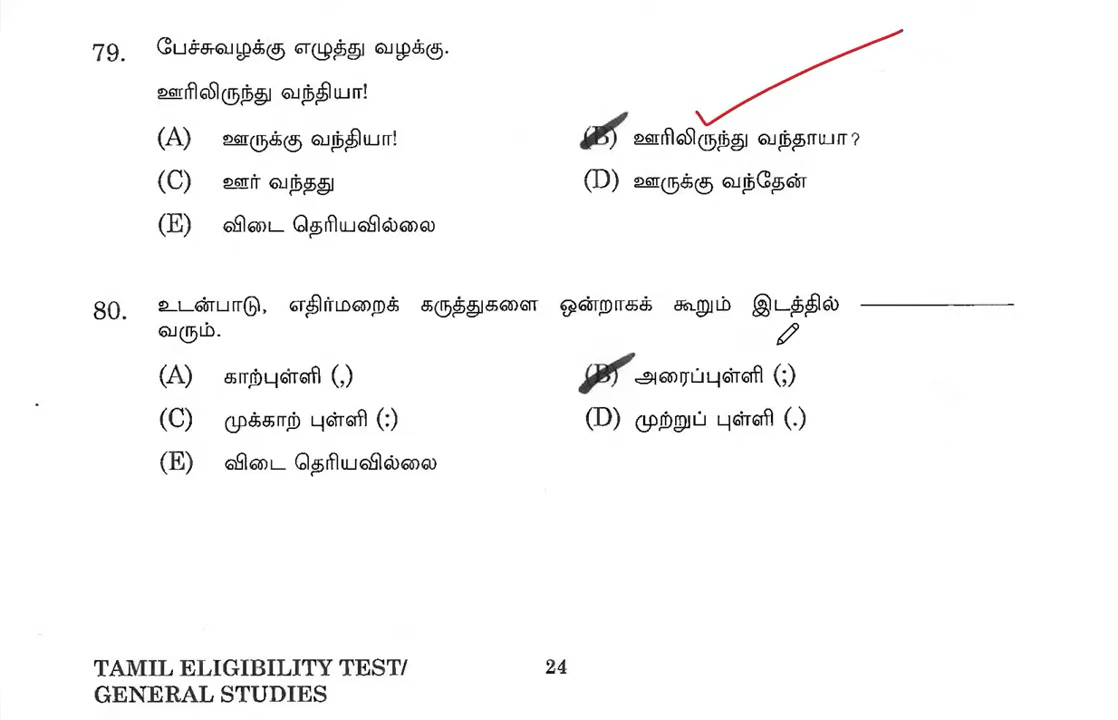 79. பேச்சுவழக்கு எழுத்து வழக்கு.
ஊரிலிருந்து வந்தியா!
(A) ஊருக்கு வந்தியா! (B) ஊரிலிருந்து வந்தாயா?
(C) ஊர் வந்தது (D) ஊருக்கு வந்தேன்
(E) விடை தெரியவில்லை
80. உடன்பாடு, எதிர்மறைக் கருத்துகளை ஒன்றாகக் கூறும் இடத்தில் ————
வரும்.
(A) காற்புள்ளி (,) (B) அரைப்புள்ளி (;)
(C) முக்காற் புள்ளி (:) (D) முற்றுப் புள்ளி (.)
(E) விடை தெரியவில்லை
TAMIL ELIGIBILITY TEST/ 24
GENERAL STUDIES